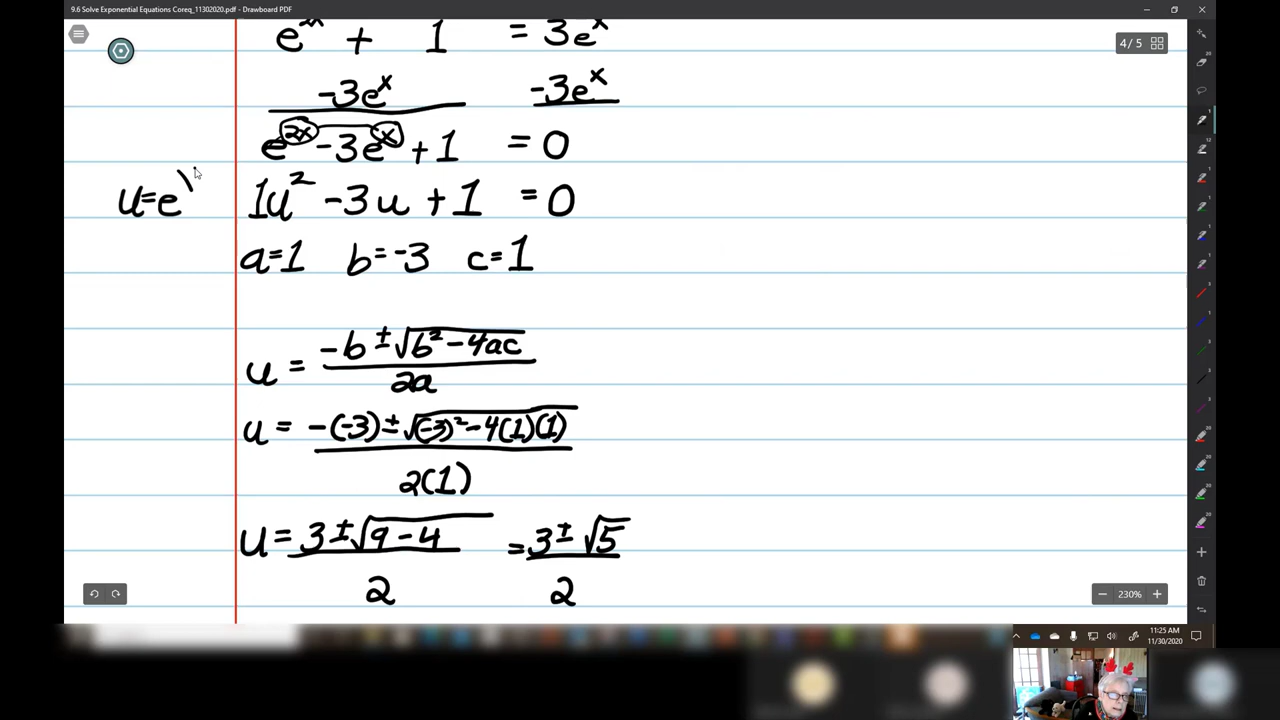 9.6 Solve Exponential Equations Coreq_11302020.pdf - Drawboard PDF
4/5
e^2x + 1 = 3e^x
-3e^x -3e^x
e^2x -3e^x +1 = 0
u=e 1u² -3u +1 = 0
a=1 b=-3 c=1
u = (-b ± √(b² - 4ac)) / 2a
u = (-(-3) ± √((-3)² - 4(1)(1))) / 2(1)
u = (3 ± √(9 - 4)) / 2 = (3 ± √5) / 2
230%
11:25 AM
11/30/2020